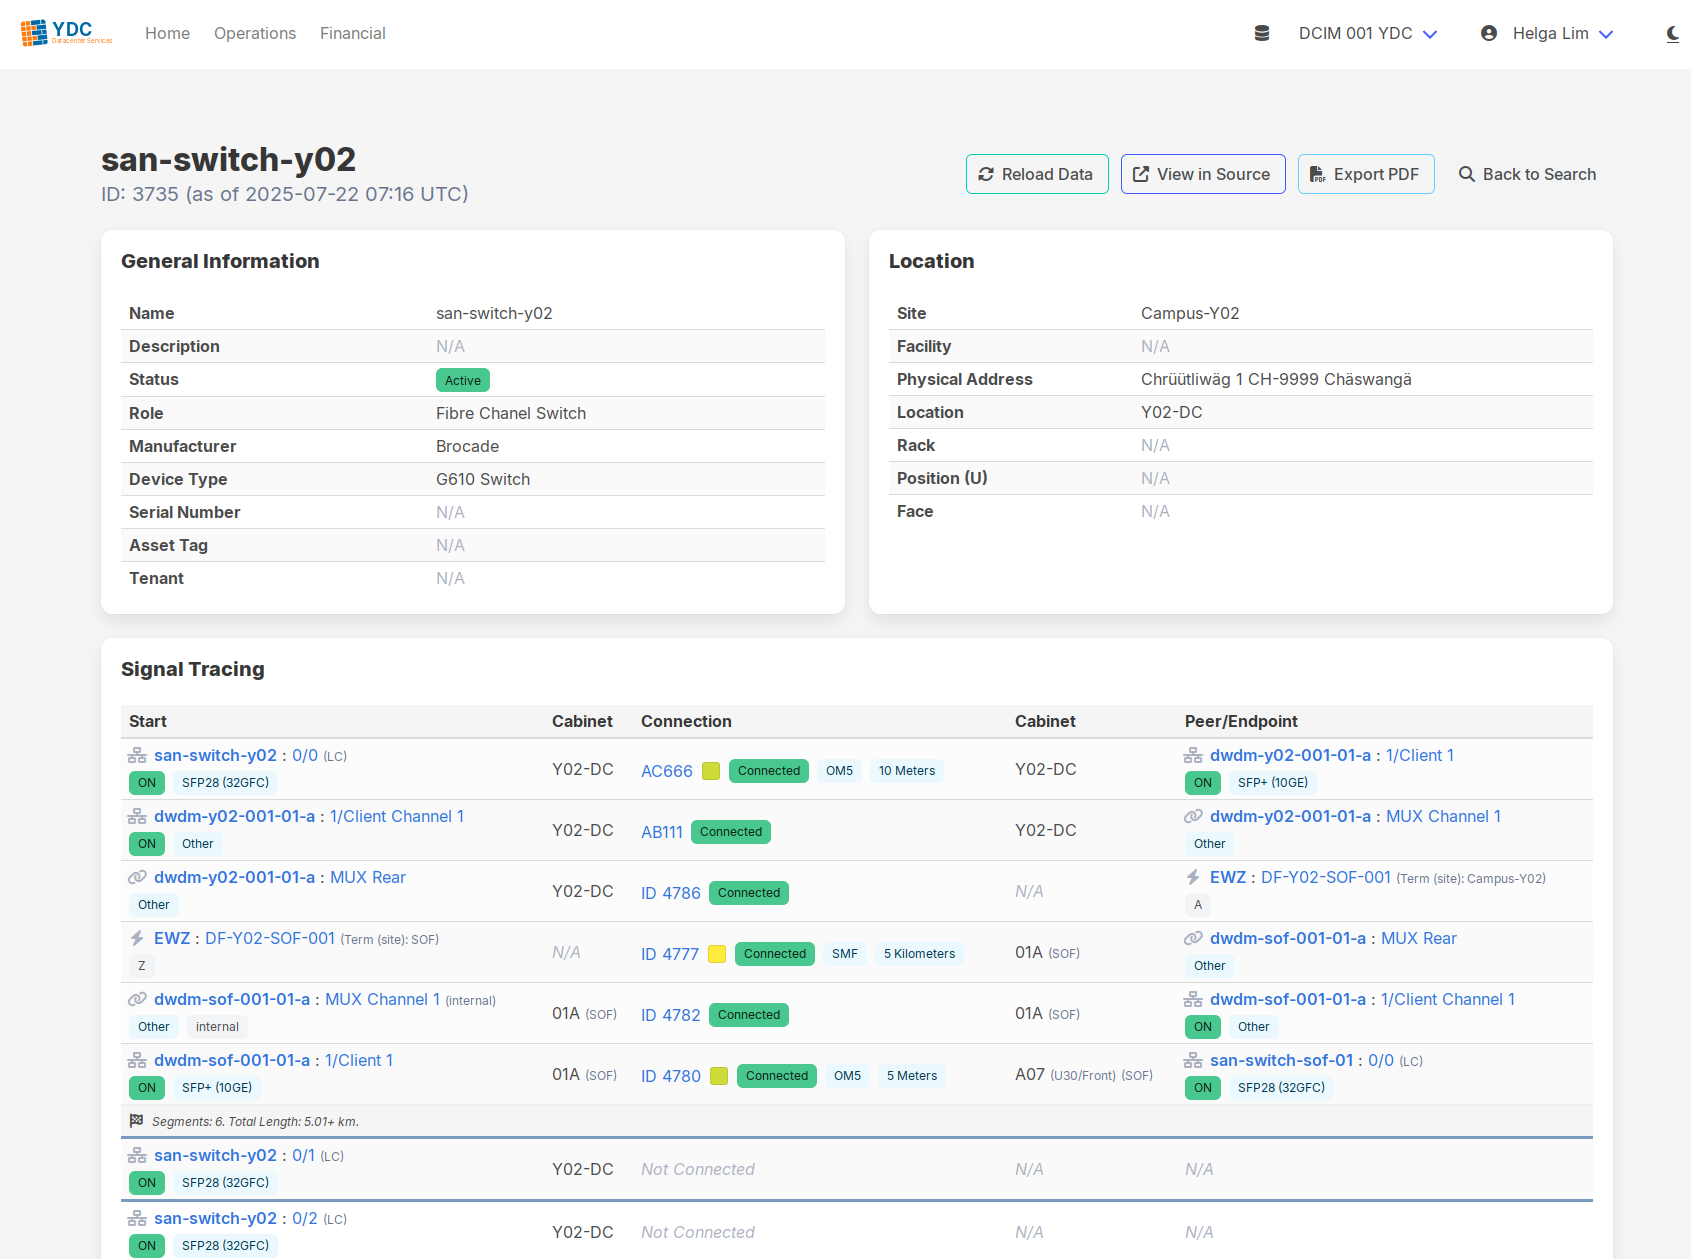 YDC
Datacenter Services
Home Operations Financial
DCIM 001 YDC
Helga Lim
san-switch-y02
ID: 3735 (as of 2025-07-22 07:16 UTC)
Reload Data
View in Source
Export PDF
Back to Search
General Information
Name san-switch-y02
Description N/A
Status Active
Role Fibre Chanel Switch
Manufacturer Brocade
Device Type G610 Switch
Serial Number N/A
Asset Tag N/A
Tenant N/A
Location
Site Campus-Y02
Facility N/A
Physical Address Chrüütliwäg 1 CH-9999 Chäswangä
Location Y02-DC
Rack N/A
Position (U) N/A
Face N/A
Signal Tracing
Start Cabinet Connection Cabinet Peer/Endpoint
san-switch-y02 : 0/0 (LC)
ON SFP28 (32GFC)
Y02-DC
AC666 Connected OM5 10 Meters
Y02-DC
dwdm-y02-001-01-a : 1/Client 1
ON SFP+ (10GE)
dwdm-y02-001-01-a : 1/Client Channel 1
ON Other
Y02-DC
AB111 Connected
Y02-DC
dwdm-y02-001-01-a : MUX Channel 1
Other
dwdm-y02-001-01-a : MUX Rear
Other
Y02-DC
ID 4786 Connected
N/A
EWZ : DF-Y02-SOF-001 (Term (site): Campus-Y02)
A
EWZ : DF-Y02-SOF-001 (Term (site): SOF)
Z
N/A
ID 4777 Connected SMF 5 Kilometers
01A (SOF)
dwdm-sof-001-01-a : MUX Rear
Other
dwdm-sof-001-01-a : MUX Channel 1 (internal)
Other internal
01A (SOF)
ID 4782 Connected
01A (SOF)
dwdm-sof-001-01-a : 1/Client Channel 1
ON Other
dwdm-sof-001-01-a : 1/Client 1
ON SFP+ (10GE)
01A (SOF)
ID 4780 Connected OM5 5 Meters
A07 (U30/Front) (SOF)
san-switch-sof-01 : 0/0 (LC)
ON SFP28 (32GFC)
Segments: 6. Total Length: 5.01+ km.
san-switch-y02 : 0/1 (LC)
ON SFP28 (32GFC)
Y02-DC
Not Connected
N/A
N/A
san-switch-y02 : 0/2 (LC)
ON SFP28 (32GFC)
Y02-DC
Not Connected
N/A
N/A